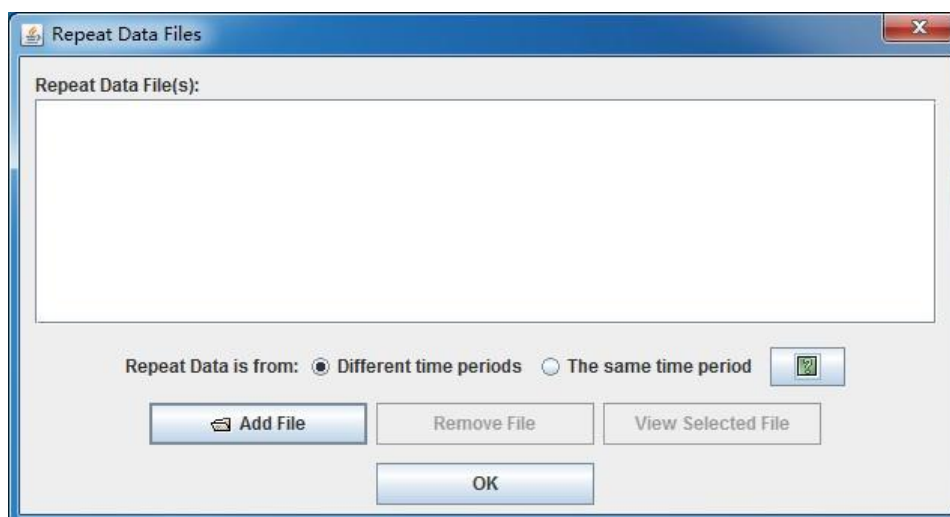 Repeat Data Files
Repeat Data File(s):
Repeat Data is from: Different time periods The same time period
Add File Remove File View Selected File
OK